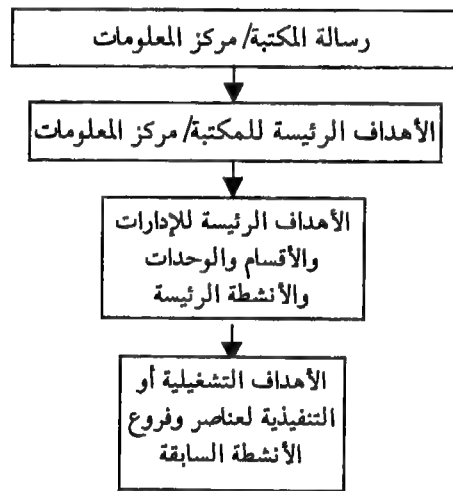 رسالة المكتبة/ مركز المعلومات
الأهداف الرئيسة للمكتبة/ مركز المعلومات
الأهداف الرئيسة للإدارات
والأقسام والوحدات
والأنشطة الرئيسة
الأهداف التشغيلية أو
التنفيذية لعناصر وفروع
الأنشطة السابقة